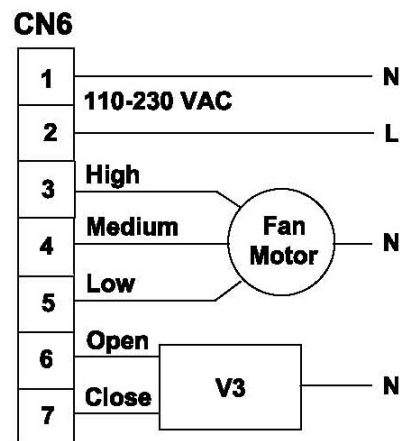 CN6
1
N
110-230 VAC
2
L
3
High
4
Medium
Fan
Motor
N
5
Low
6
Open
V3
N
7
Close